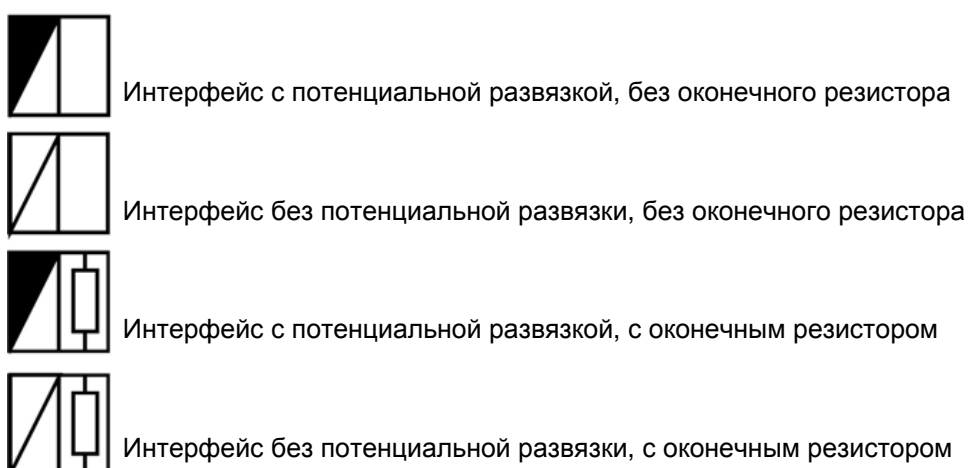 Интерфейс с потенциальной развязкой, без оконечного резистора
Интерфейс без потенциальной развязки, без оконечного резистора
Интерфейс с потенциальной развязкой, с оконечным резистором
Интерфейс без потенциальной развязки, с оконечным резистором